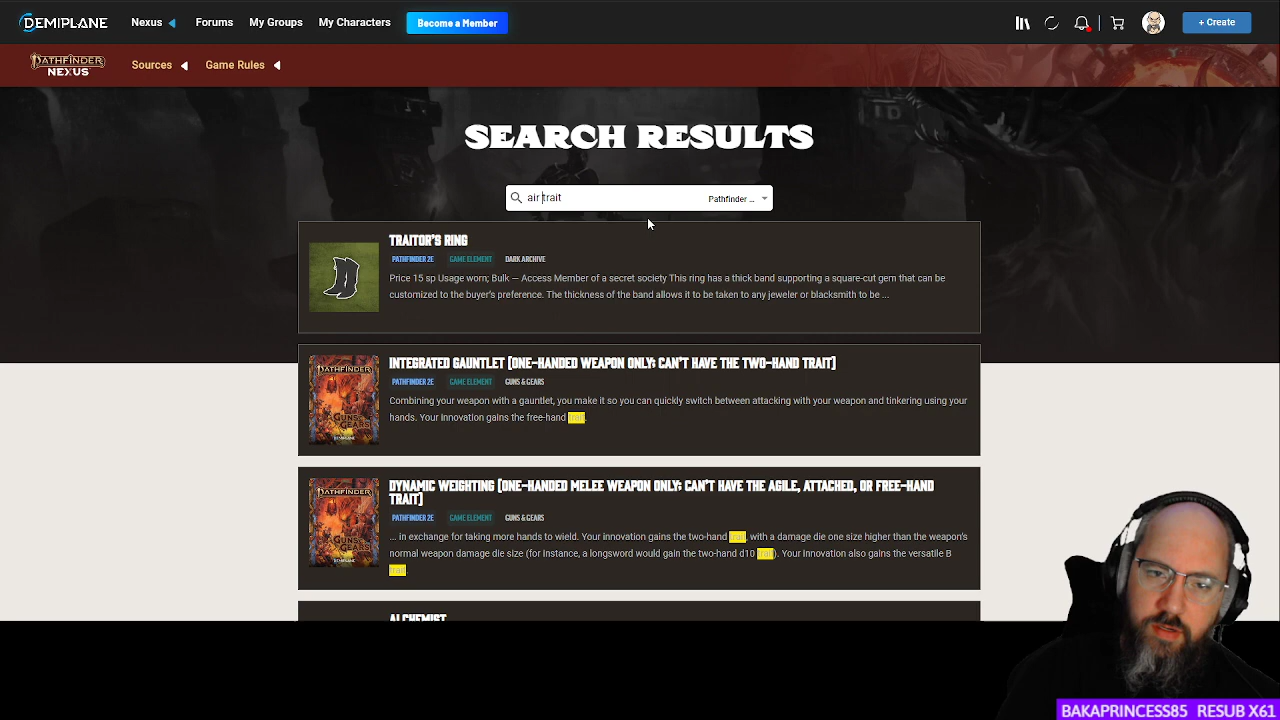 DEMIPLANE Nexus Forums My Groups My Characters Become a Member + Create
PATHFINDER NEXUS Sources Game Rules
SEARCH RESULTS
air trait Pathfinder ...
TRAITOR'S RING
PATHFINDER 2E GAME ELEMENT DARK ARCHIVE
Price 15 sp Usage worn; Bulk — Access Member of a secret society This ring has a thick band supporting a square-cut gem that can be
customized to the buyer's preference. The thickness of the band allows it to be taken to any jeweler or blacksmith to be ...
INTEGRATED GAUNTLET [ONE-HANDED WEAPON ONLY; CAN'T HAVE THE TWO-HAND TRAIT]
PATHFINDER 2E GAME ELEMENT GUNS & GEARS
Combining your weapon with a gauntlet, you make it so you can quickly switch between attacking with your weapon and tinkering using your
hands. Your innovation gains the free-hand trait.
PATHFINDER
GUNS & GEARS
DEMIPLANE
DYNAMIC WEIGHTING [ONE-HANDED MELEE WEAPON ONLY; CAN'T HAVE THE AGILE, ATTACHED, OR FREE-HAND
TRAIT]
PATHFINDER 2E GAME ELEMENT GUNS & GEARS
... in exchange for taking more hands to wield. Your innovation gains the two-hand trait, with a damage die one size higher than the weapon's
normal weapon damage die size (for instance, a longsword would gain the two-hand d10 trait). Your innovation also gains the versatile B
trait.
PATHFINDER
GUNS & GEARS
DEMIPLANE
ALCHEMIST
BAKAPRINCESS85 RESUB X61